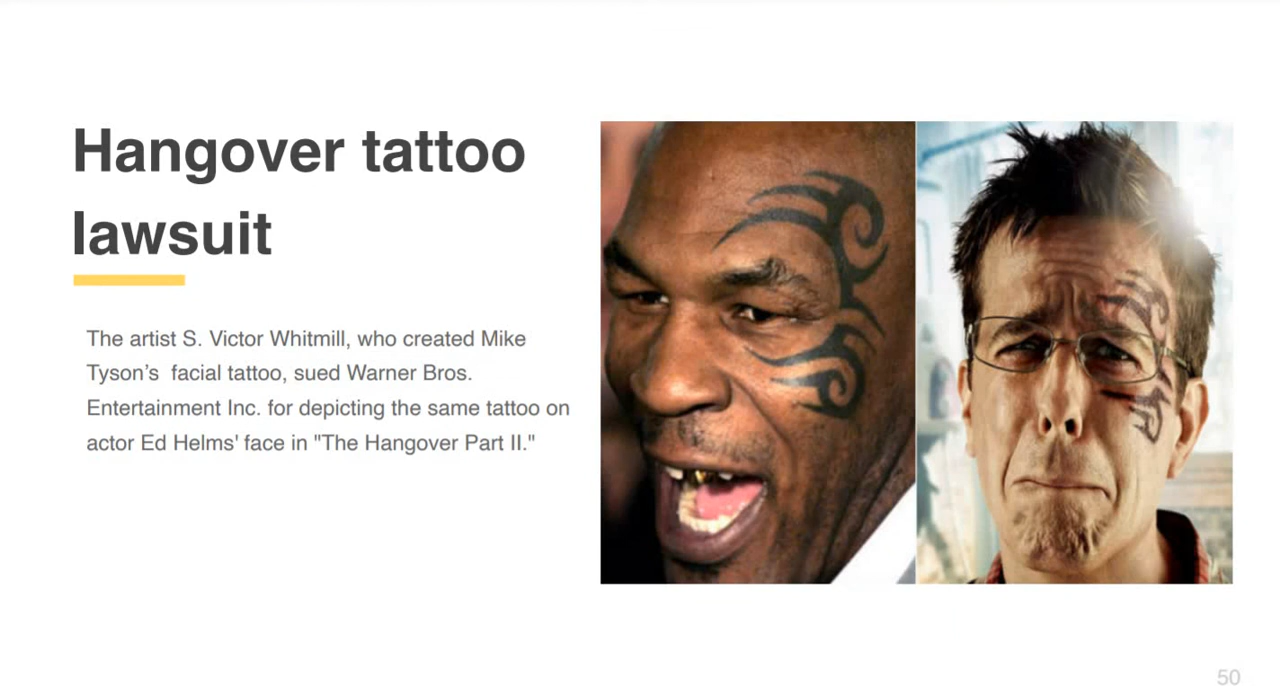 Hangover tattoo
lawsuit
The artist S. Victor Whitmill, who created Mike
Tyson’s  facial tattoo, sued Warner Bros.
Entertainment Inc. for depicting the same tattoo on
actor Ed Helms' face in "The Hangover Part II."
50